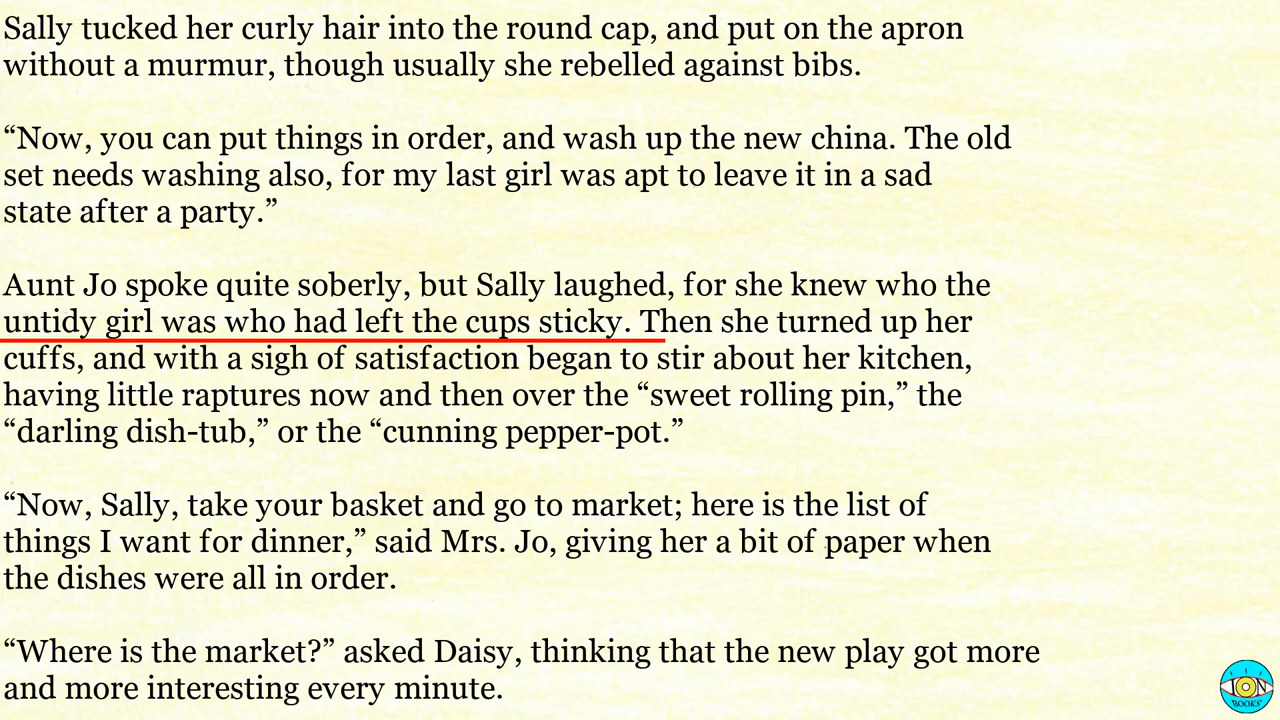 Sally tucked her curly hair into the round cap, and put on the apron
without a murmur, though usually she rebelled against bibs.
“Now, you can put things in order, and wash up the new china. The old
set needs washing also, for my last girl was apt to leave it in a sad
state after a party.”
Aunt Jo spoke quite soberly, but Sally laughed, for she knew who the
untidy girl was who had left the cups sticky. Then she turned up her
cuffs, and with a sigh of satisfaction began to stir about her kitchen,
having little raptures now and then over the “sweet rolling pin,” the
“darling dish-tub,” or the “cunning pepper-pot.”
“Now, Sally, take your basket and go to market; here is the list of
things I want for dinner,” said Mrs. Jo, giving her a bit of paper when
the dishes were all in order.
“Where is the market?” asked Daisy, thinking that the new play got more
and more interesting every minute.
ION
BOOKS